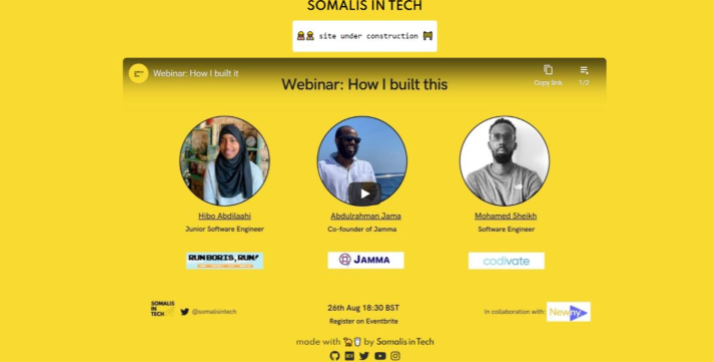 SOMALIS IN TECH
site under construction
Webinar: How I built it
Copy link
1/2
Webinar: How I built this
Hibo Abdilaahi
Abdulrahman Jama
Mohamed Sheikh
Junior Software Engineer
Co-founder of Jamma
Software Engineer
RUN BORIS, RUN!
JAMMA
codivate
SOMALIS
IN
TECH
@somalisintech
26th Aug 18:30 BST
Register on Eventbrite
In collaboration with:
made with by Somalis in Tech